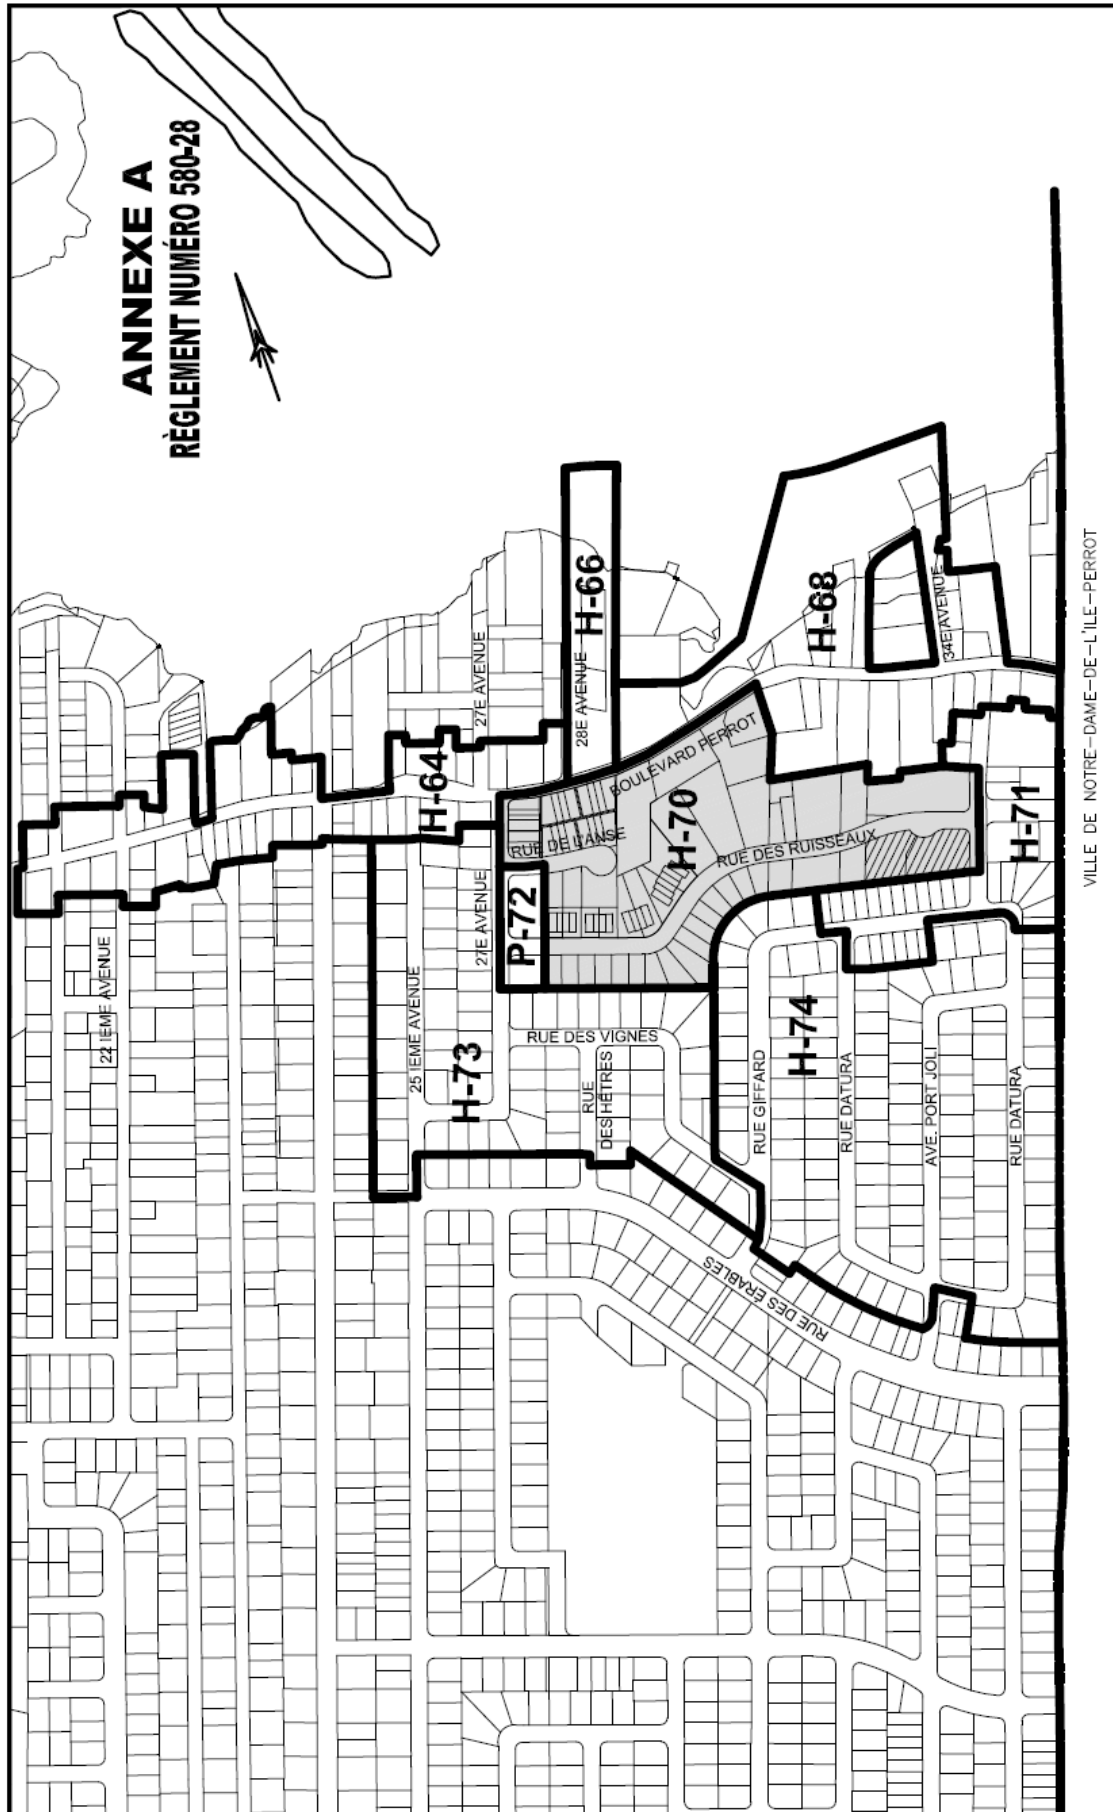 ANNEXE A
RÈGLEMENT NUMÉRO 580-28
H-66
28E AVENUE
27E AVENUE
H-68
34E AVENUE
H-64
BOULEVARD PERROT
H-70
RUE DE L'ANSE
RUE DES RUISSEAUX
H-71
P-72
27E AVENUE
22 IEME AVENUE
25 IEME AVENUE
H-73
RUE DES VIGNES
RUE
DES HÊTRES
H-74
RUE GIFFARD
RUE DATURA
AVE. PORT JOLI
RUE DATURA
RUE DES ÉRABLES
VILLE DE NOTRE-DAME-DE-L'ILE-PERROT